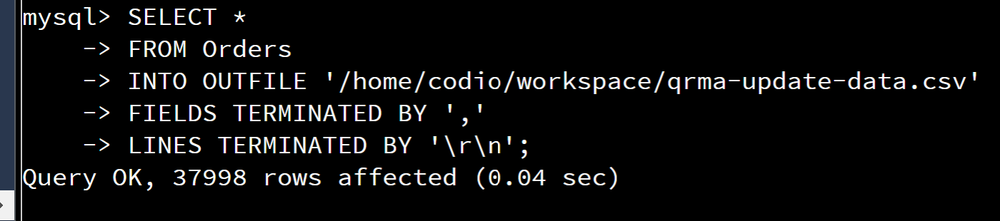 mysql> SELECT *
    -> FROM Orders
    -> INTO OUTFILE '/home/codio/workspace/qrma-update-data.csv'
    -> FIELDS TERMINATED BY ','
    -> LINES TERMINATED BY '\r\n';
Query OK, 37998 rows affected (0.04 sec)